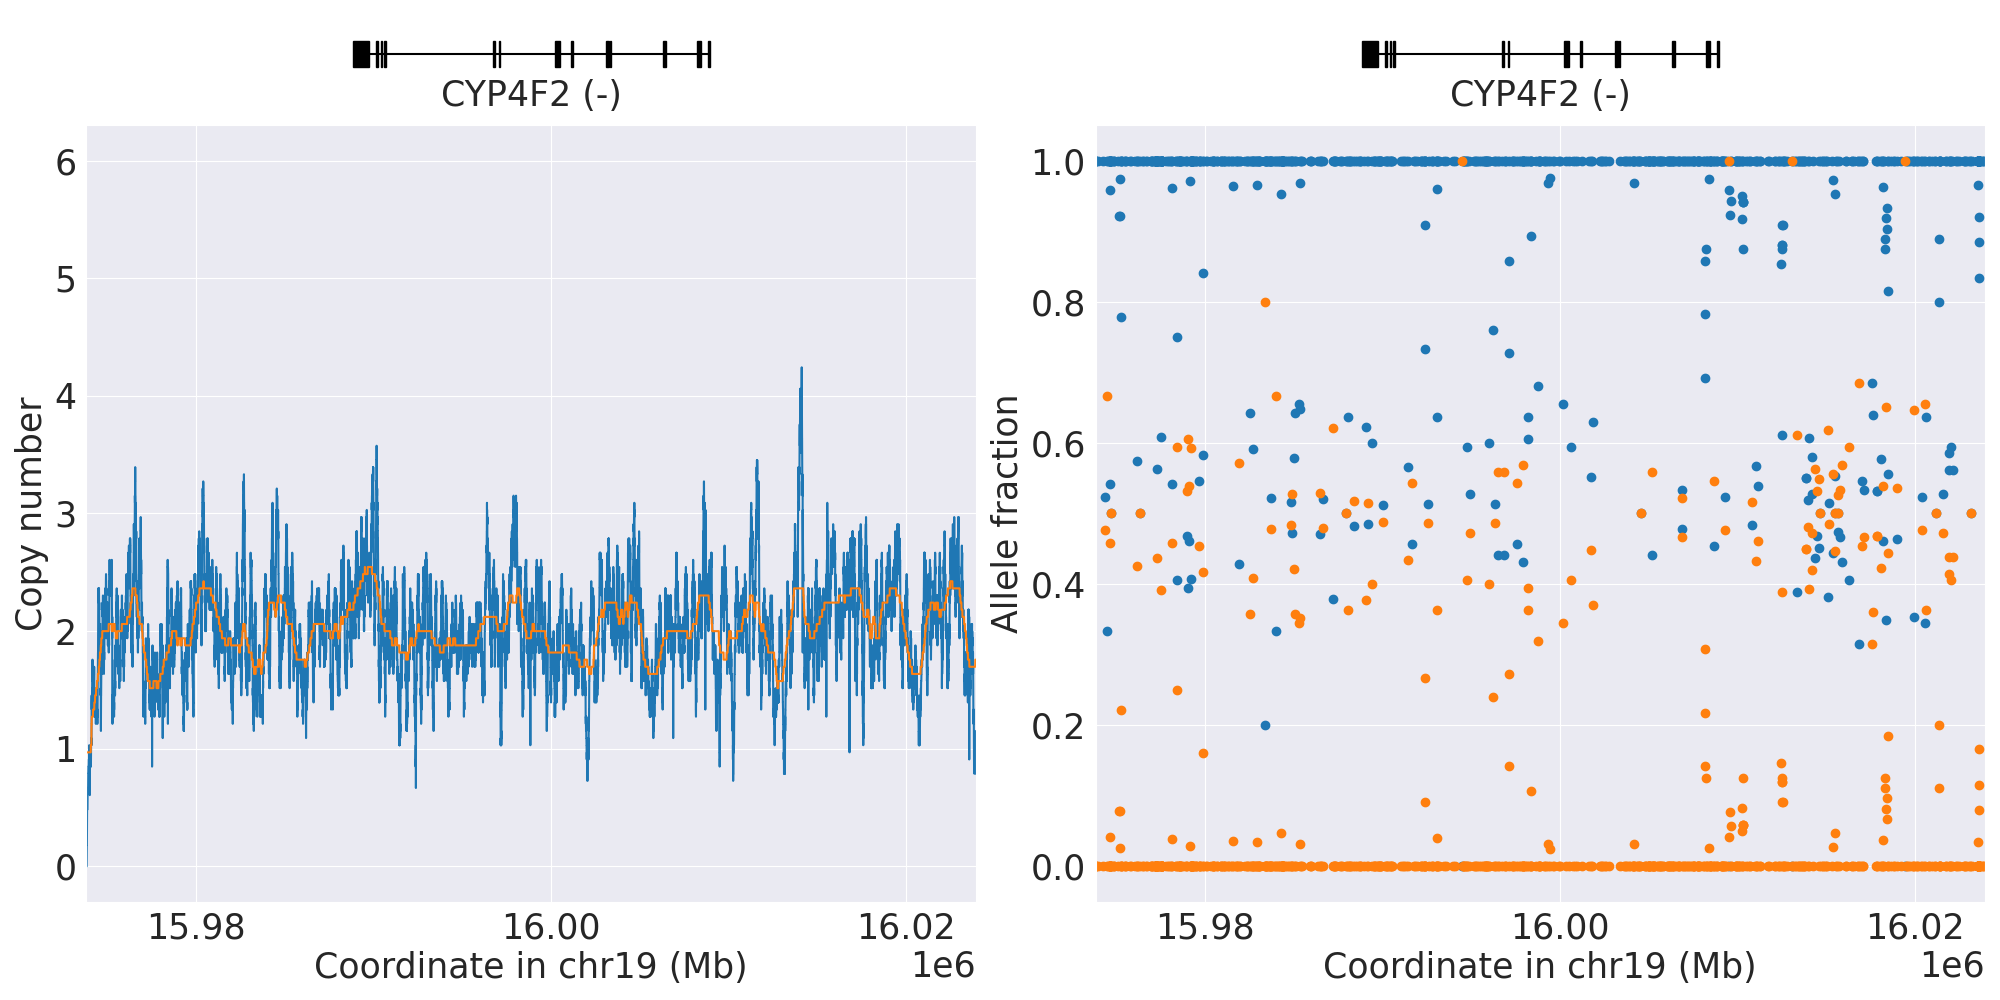 CYP4F2 (-)
6
5
4
3
2
1
0
Copy number
15.98
16.00
16.02
Coordinate in chr19 (Mb)
1e6
CYP4F2 (-)
1.0
0.8
0.6
0.4
0.2
0.0
Allele fraction
15.98
16.00
16.02
Coordinate in chr19 (Mb)
1e6